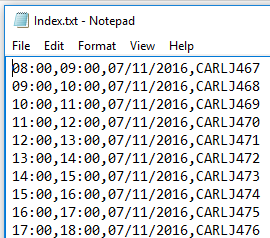 Index.txt - Notepad
File Edit Format View Help
08:00,09:00,07/11/2016,CARLJ467
09:00,10:00,07/11/2016,CARLJ468
10:00,11:00,07/11/2016,CARLJ469
11:00,12:00,07/11/2016,CARLJ470
12:00,13:00,07/11/2016,CARLJ471
13:00,14:00,07/11/2016,CARLJ472
14:00,15:00,07/11/2016,CARLJ473
15:00,16:00,07/11/2016,CARLJ474
16:00,17:00,07/11/2016,CARLJ475
17:00,18:00,07/11/2016,CARLJ476